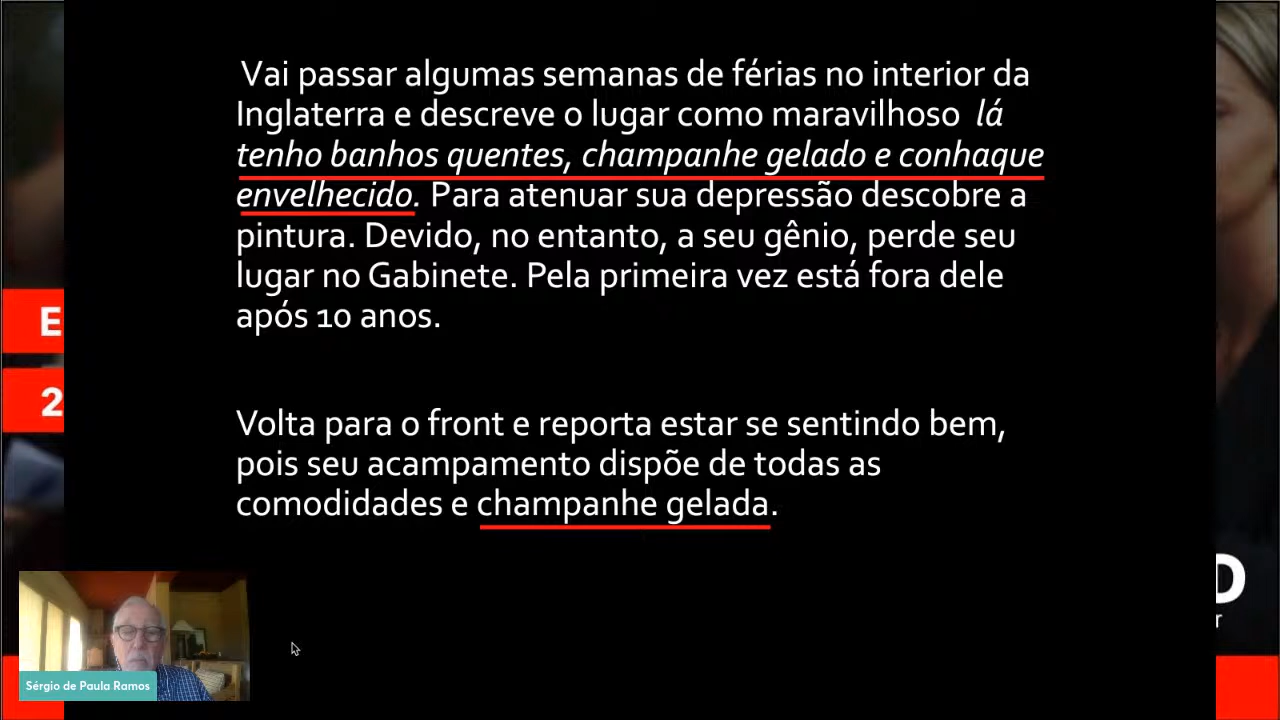 Vai passar algumas semanas de férias no interior da
Inglaterra e descreve o lugar como maravilhoso lá
tenho banhos quentes, champanhe gelado e conhaque
envelhecido. Para atenuar sua depressão descobre a
pintura. Devido, no entanto, a seu gênio, perde seu
lugar no Gabinete. Pela primeira vez está fora dele
após 10 anos.
E
2
Volta para o front e reporta estar se sentindo bem,
pois seu acampamento dispõe de todas as
comodidades e champanhe gelada.
D
r
Sérgio de Paula Ramos